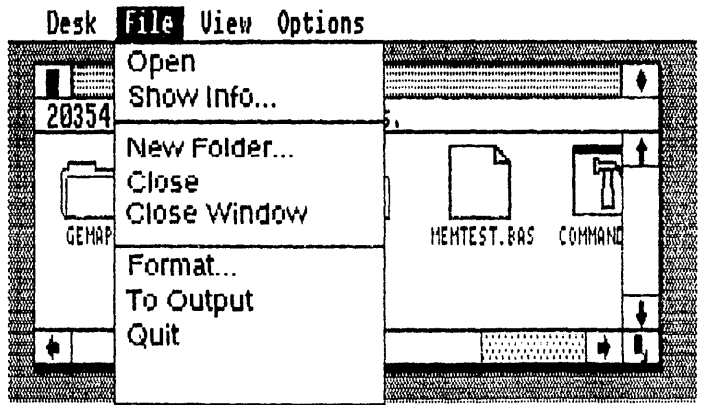 Desk File View Options
Open
Show Info...
20354
s.
New Folder...
Close
Close Window
GEMAP
MEMTEST.BAS
COMMAND
Format...
To Output
Quit